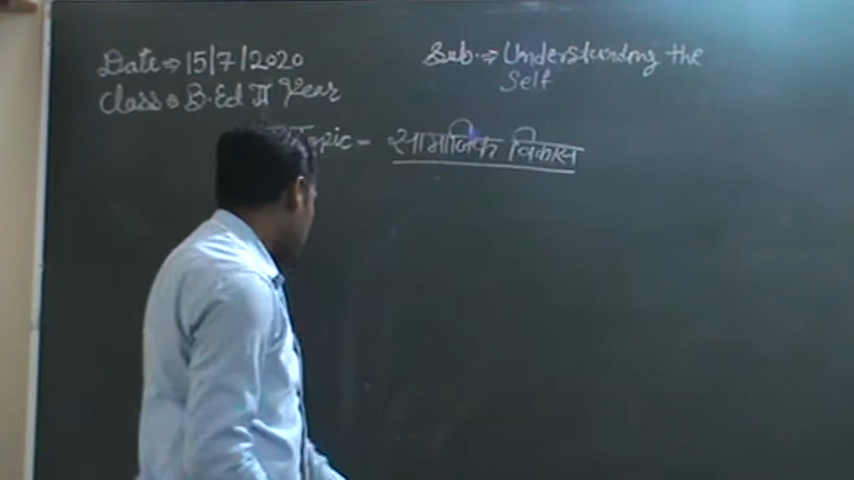 Date ⇒ 15/7/2020
Sub. ⇒ Understanding the
Self
Class ⇒ B.Ed II Year
Topic - सामाजिक विकास